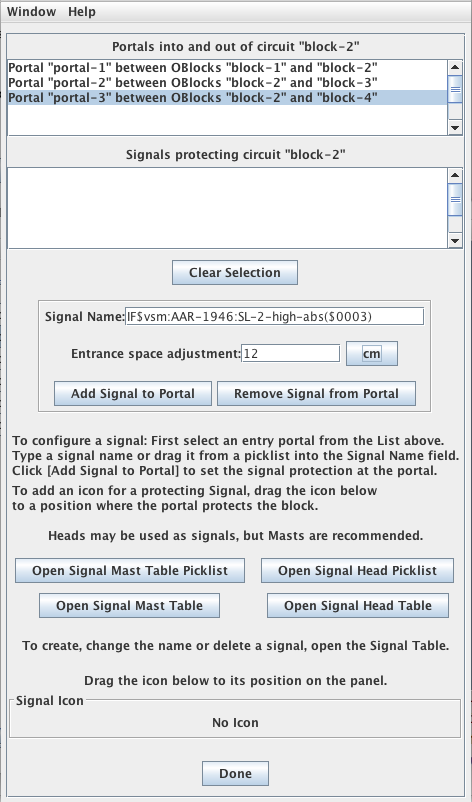 Window Help
Portals into and out of circuit "block-2"
Portal "portal-1" between OBlocks "block-1" and "block-2"
Portal "portal-2" between OBlocks "block-2" and "block-3"
Portal "portal-3" between OBlocks "block-2" and "block-4"
Signals protecting circuit "block-2"
Clear Selection
Signal Name: IF$vsm:AAR-1946:SL-2-high-abs($0003)
Entrance space adjustment: 12 cm
Add Signal to Portal Remove Signal from Portal
To configure a signal: First select an entry portal from the List above.
Type a signal name or drag it from a picklist into the Signal Name field.
Click [Add Signal to Portal] to set the signal protection at the portal.
To add an icon for a protecting Signal, drag the icon below
to a position where the portal protects the block.
Heads may be used as signals, but Masts are recommended.
Open Signal Mast Table Picklist Open Signal Head Picklist
Open Signal Mast Table Open Signal Head Table
To create, change the name or delete a signal, open the Signal Table.
Drag the icon below to its position on the panel.
Signal Icon
No Icon
Done